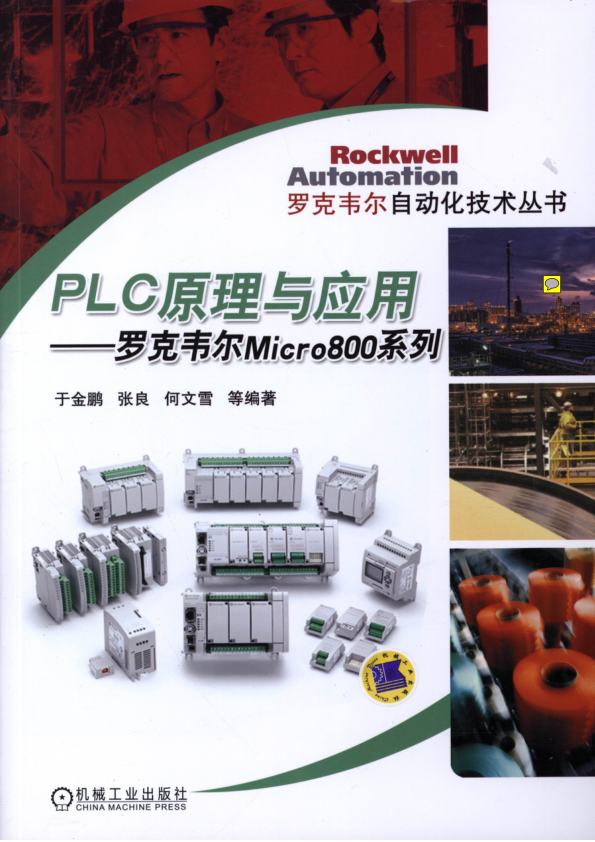 Rockwell
Automation
罗克韦尔自动化技术丛书
PLC原理与应用
——罗克韦尔Micro800系列
于金鹏 张良 何文雪 等编著
机械工业出版社
CHINA MACHINE PRESS